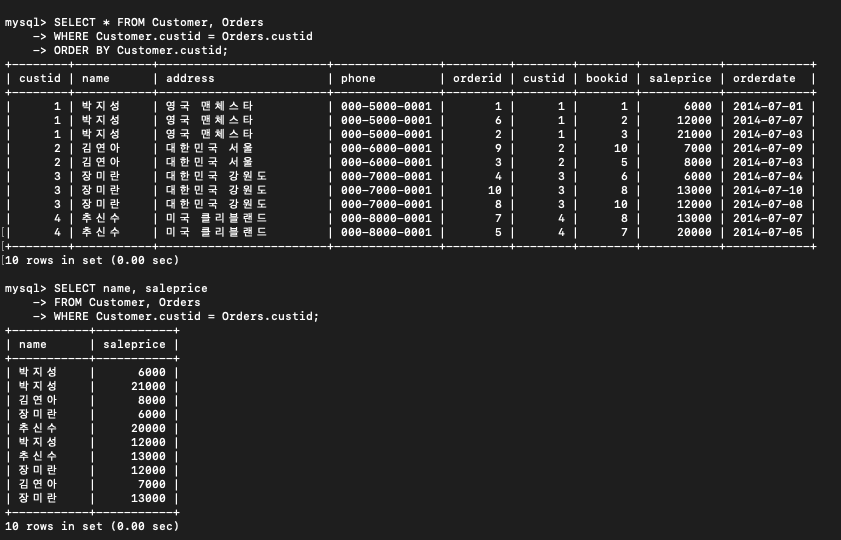 mysql> SELECT * FROM Customer, Orders
    -> WHERE Customer.custid = Orders.custid
    -> ORDER BY Customer.custid;
+--------+-----------+-------------------------+---------------+---------+--------+--------+-----------+------------+
| custid | name      | address                 | phone         | orderid | custid | bookid | saleprice | orderdate  |
+--------+-----------+-------------------------+---------------+---------+--------+--------+-----------+------------+
|      1 | 박지성 | 영국 맨체스타 | 000-5000-0001 |       1 |      1 |      1 |      6000 | 2014-07-01 |
|      1 | 박지성 | 영국 맨체스타 | 000-5000-0001 |       6 |      1 |      2 |     12000 | 2014-07-07 |
|      1 | 박지성 | 영국 맨체스타 | 000-5000-0001 |       2 |      1 |      3 |     21000 | 2014-07-03 |
|      2 | 김연아 | 대한민국 서울 | 000-6000-0001 |       9 |      2 |     10 |      7000 | 2014-07-09 |
|      2 | 김연아 | 대한민국 서울 | 000-6000-0001 |       3 |      2 |      5 |      8000 | 2014-07-03 |
|      3 | 장미란 | 대한민국 강원도 | 000-7000-0001 |       4 |      3 |      6 |      6000 | 2014-07-04 |
|      3 | 장미란 | 대한민국 강원도 | 000-7000-0001 |      10 |      3 |      8 |     13000 | 2014-07-10 |
|      3 | 장미란 | 대한민국 강원도 | 000-7000-0001 |       8 |      3 |     10 |     12000 | 2014-07-08 |
|      4 | 추신수 | 미국 클리블랜드 | 000-8000-0001 |       7 |      4 |      8 |     13000 | 2014-07-07 |
|      4 | 추신수 | 미국 클리블랜드 | 000-8000-0001 |       5 |      4 |      7 |     20000 | 2014-07-05 |
+--------+-----------+-------------------------+---------------+---------+--------+--------+-----------+------------+
10 rows in set (0.00 sec)
mysql> SELECT name, saleprice
    -> FROM Customer, Orders
    -> WHERE Customer.custid = Orders.custid;
+-----------+-----------+
| name      | saleprice |
+-----------+-----------+
| 박지성 |      6000 |
| 박지성 |     21000 |
| 김연아 |      8000 |
| 장미란 |      6000 |
| 추신수 |     20000 |
| 박지성 |     12000 |
| 추신수 |     13000 |
| 장미란 |     12000 |
| 김연아 |      7000 |
| 장미란 |     13000 |
+-----------+-----------+
10 rows in set (0.00 sec)